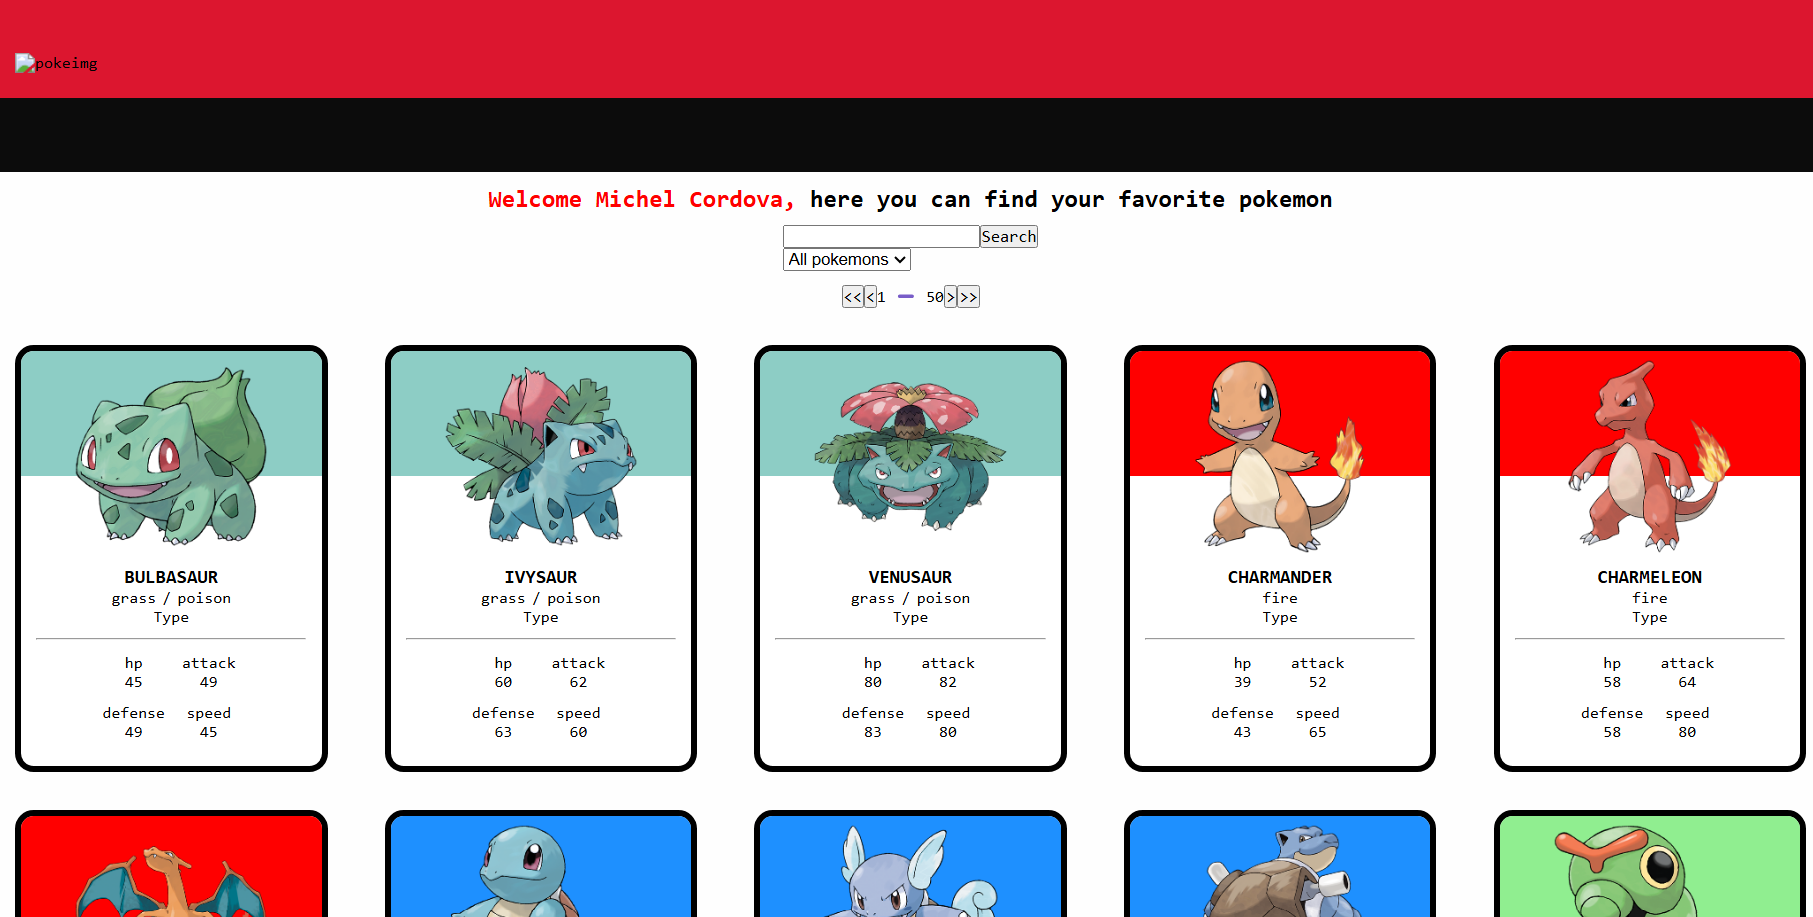 pokeimg
Welcome Michel Cordova, here you can find your favorite pokemon
Search
All pokemons
<< < 1 50 > >>
BULBASAUR
grass / poison
Type
hp attack
45 49
defense speed
49 45
IVYSAUR
grass / poison
Type
hp attack
60 62
defense speed
63 60
VENUSAUR
grass / poison
Type
hp attack
80 82
defense speed
83 80
CHARMANDER
fire
Type
hp attack
39 52
defense speed
43 65
CHARMELEON
fire
Type
hp attack
58 64
defense speed
58 80